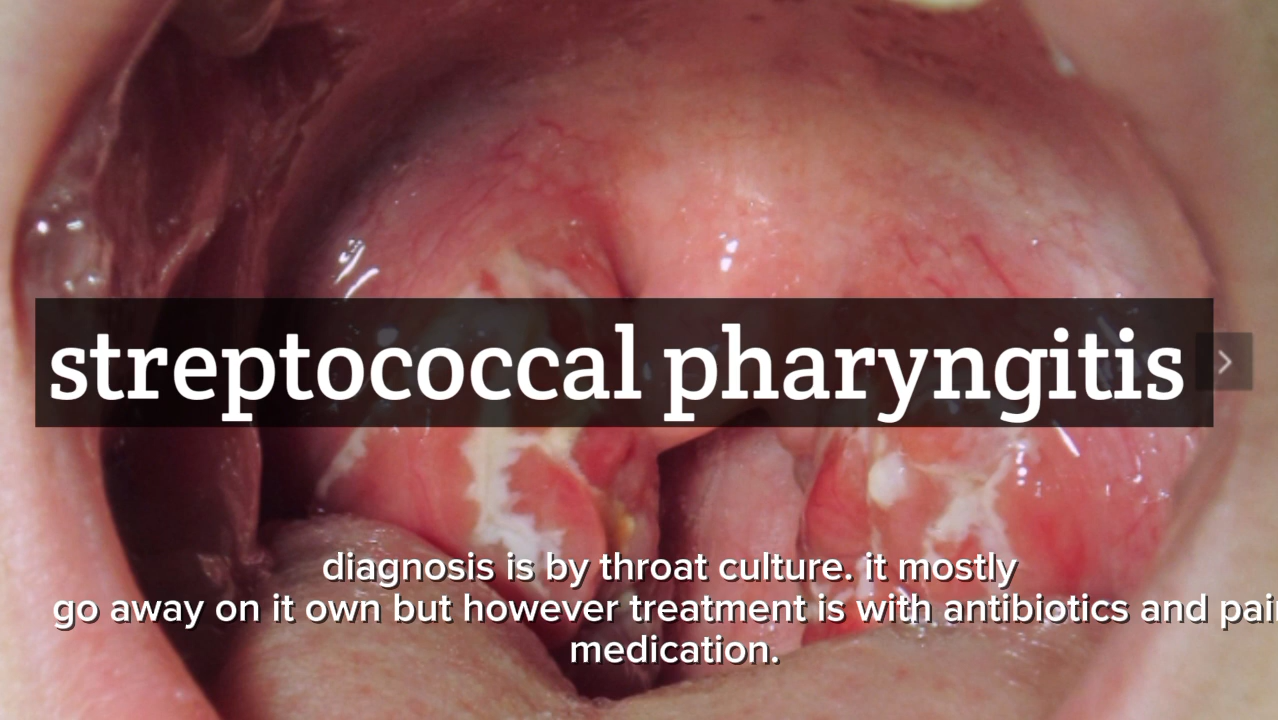 streptococcal pharyngitis
diagnosis is by throat culture. it mostly
go away on it own but however treatment is with antibiotics and pai
medication.